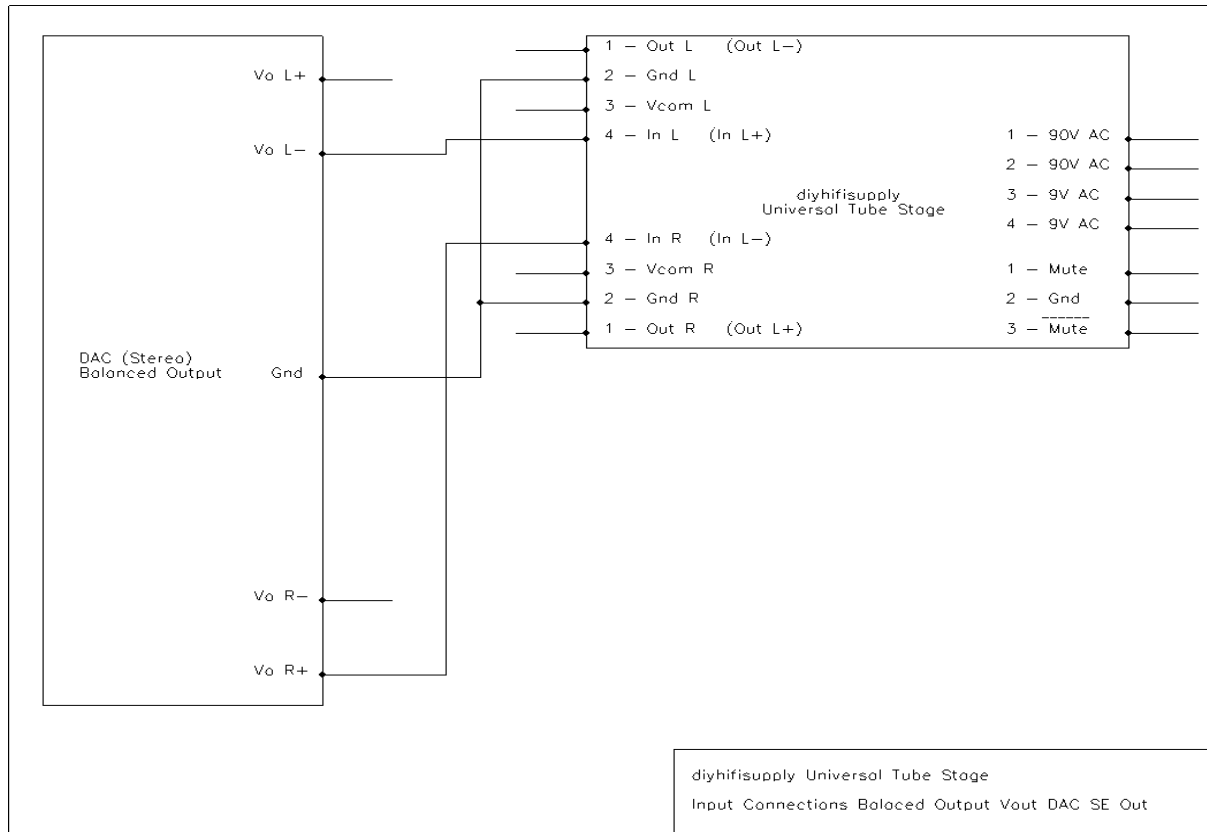 Vo L+
Vo L-
DAC (Stereo)
Balanced Output
Gnd
Vo R-
Vo R+
1 - Out L (Out L-)
2 - Gnd L
3 - Vcom L
4 - In L (In L+)
diyhifisupply
Universal Tube Stage
4 - In R (In L-)
3 - Vcom R
2 - Gnd R
1 - Out R (Out L+)
1 - 90V AC
2 - 90V AC
3 - 9V AC
4 - 9V AC
1 - Mute
2 - Gnd
3 - Mute
diyhifisupply Universal Tube Stage
Input Connections Balaced Output Vout DAC SE Out